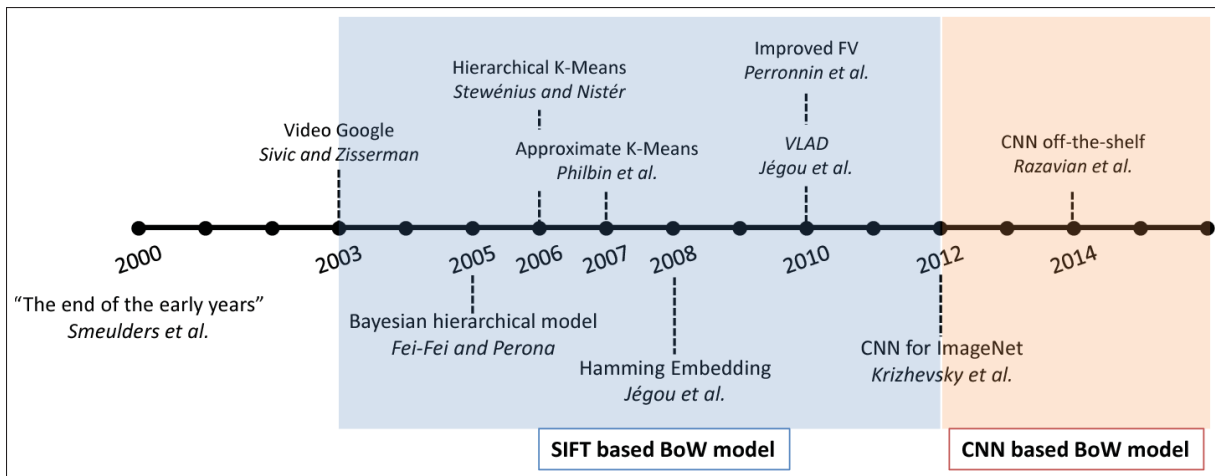 Improved FV
Perronnin et al.
Hierarchical K-Means
Stewénius and Nistér
Video Google
Sivic and Zisserman
Approximate K-Means
Philbin et al.
VLAD
Jégou et al.
CNN off-the-shelf
Razavian et al.
2000
2003
2005
2006
2007
2008
2010
2012
2014
“The end of the early years”
Smeulders et al.
Bayesian hierarchical model
Fei-Fei and Perona
Hamming Embedding
Jégou et al.
CNN for ImageNet
Krizhevsky et al.
SIFT based BoW model
CNN based BoW model